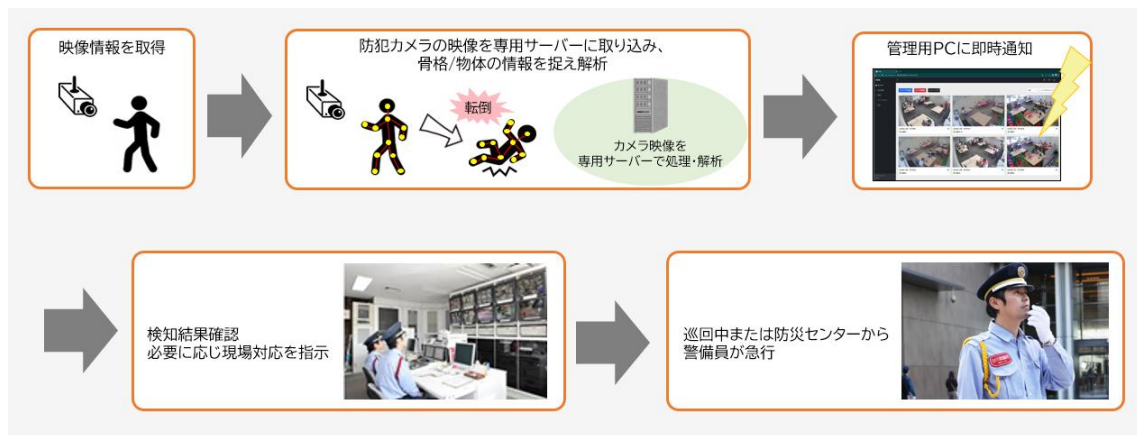 映像情報を取得
防犯カメラの映像を専用サーバーに取り込み、
骨格/物体の情報を捉え解析
転倒
カメラ映像を
専用サーバーで処理・解析
管理用PCに即時通知
検知結果確認
必要に応じ現場対応を指示
巡回中または防災センターから
警備員が急行